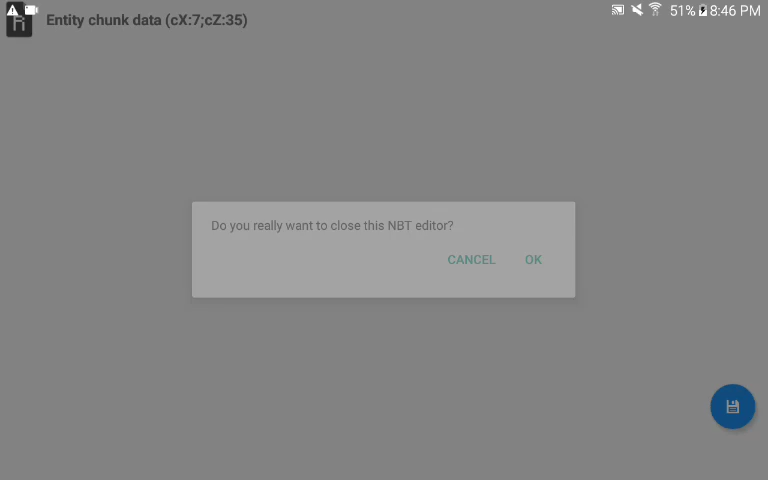 Entity chunk data (cX:7;cZ:35)
51% 8:46 PM
Do you really want to close this NBT editor?
CANCEL OK